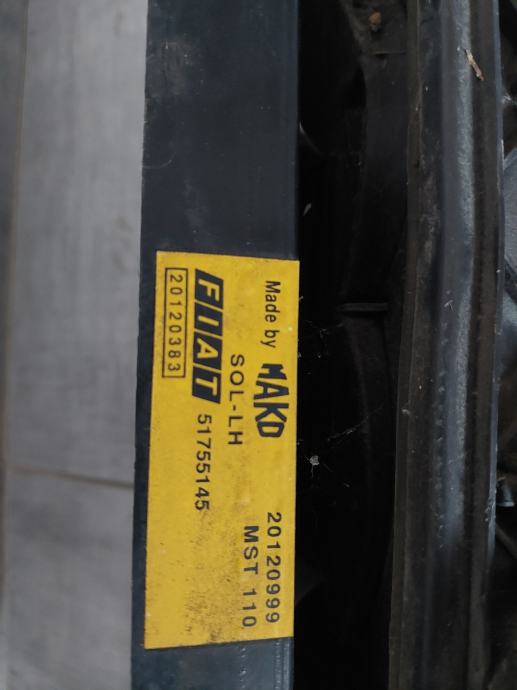 Made by MAKO 20120999
SOL-LH MST 110
FIAT 51755145
20120383